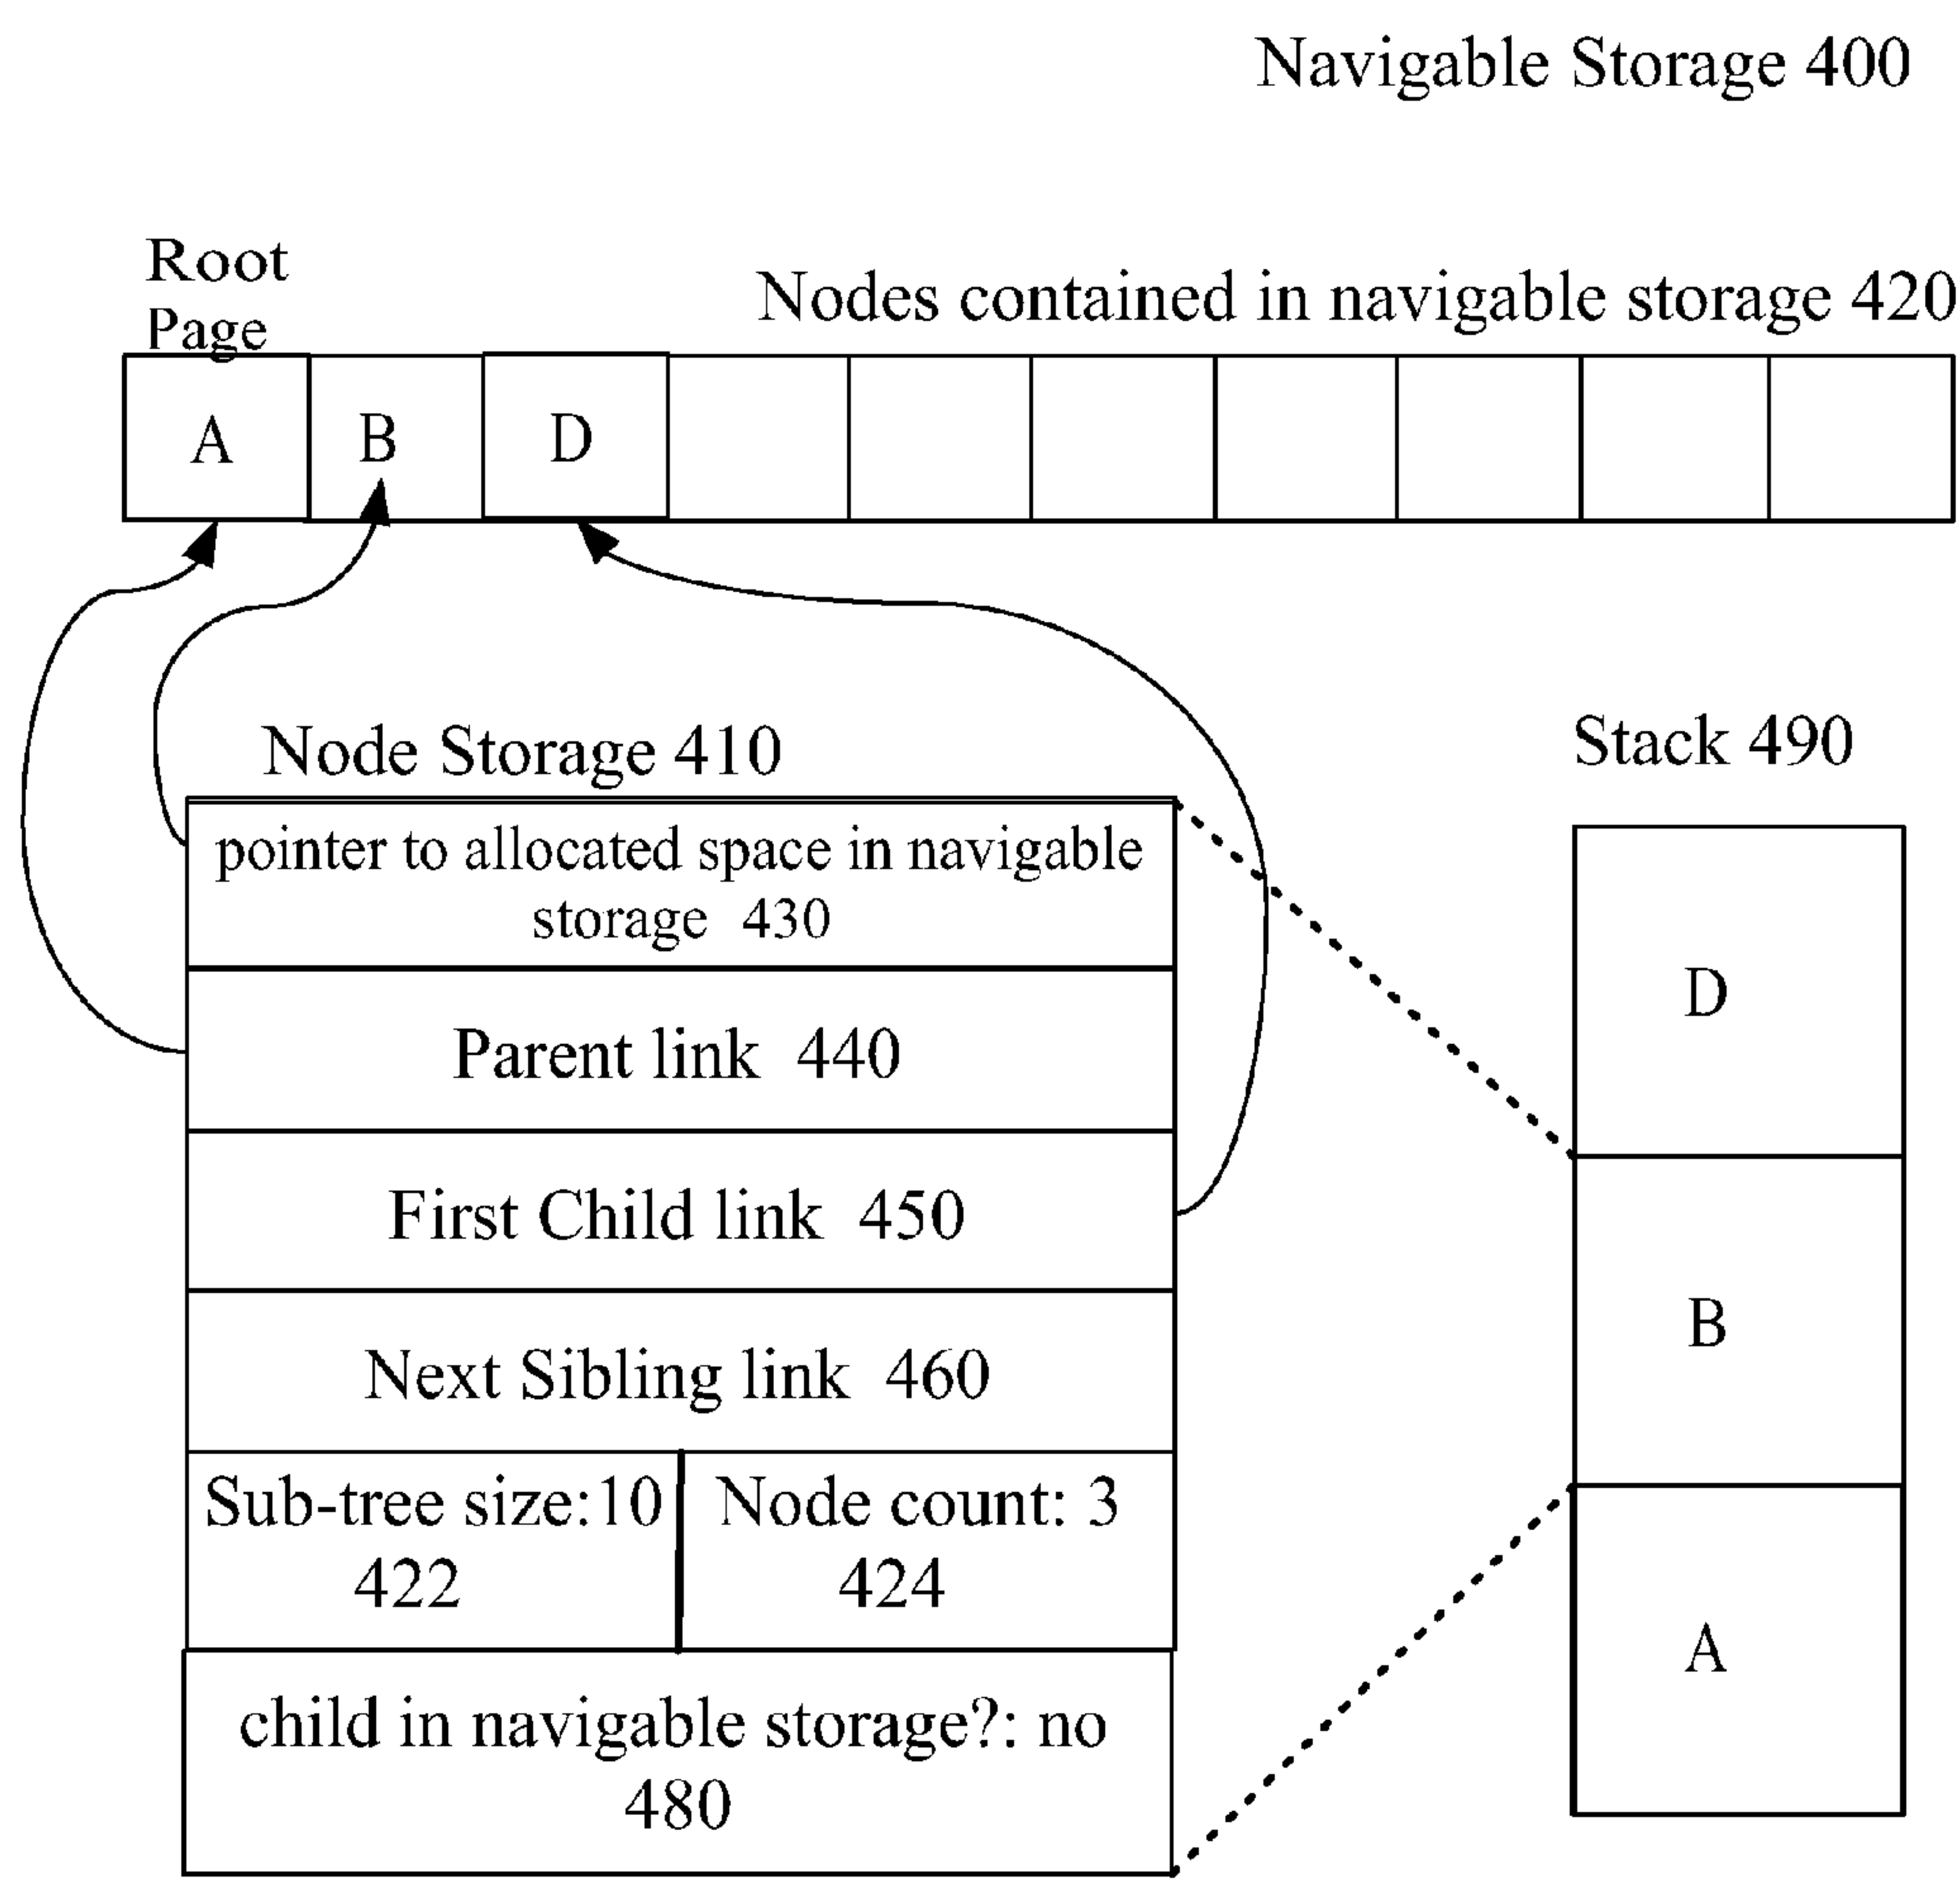 Navigable Storage 400
Root
Page
Nodes contained in navigable storage 420
A
B
D
Node Storage 410
pointer to allocated space in navigable
storage 430
Parent link 440
First Child link 450
Next Sibling link 460
Sub-tree size:10
422
Node count: 3
424
child in navigable storage?: no
480
Stack 490
D
B
A